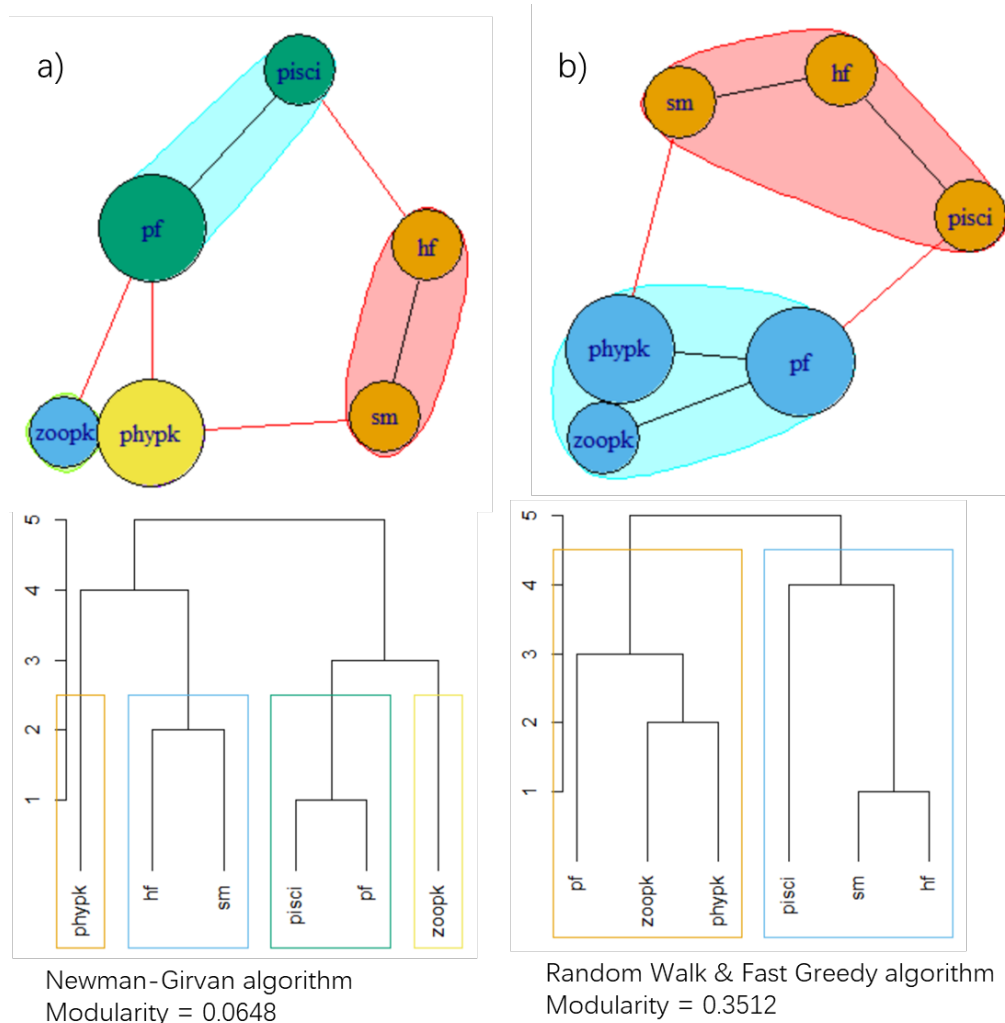 a)
pisci
pf
hf
zoopk
phypk
sm
b)
hf
sm
pisci
phypk
pf
zoopk
5
4
3
2
1
phypk
hf
sm
pisci
pf
zoopk
Newman-Girvan algorithm
Modularity = 0.0648
5
4
3
2
1
pf
zoopk
phypk
pisci
sm
hf
Random Walk & Fast Greedy algorithm
Modularity = 0.3512